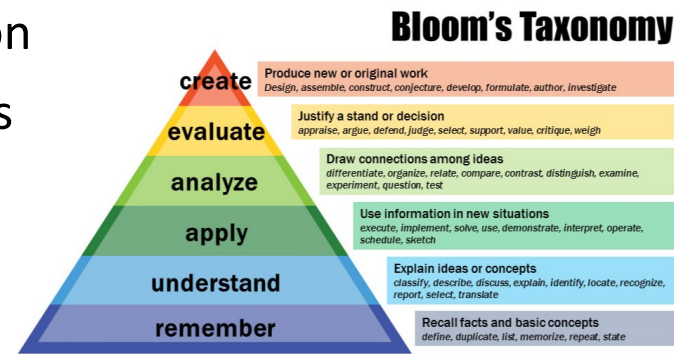 on
s
Bloom's Taxonomy
create
Produce new or original work
Design, assemble, construct, conjecture, develop, formulate, author, investigate
evaluate
Justify a stand or decision
appraise, argue, defend, judge, select, support, value, critique, weigh
analyze
Draw connections among ideas
differentiate, organize, relate, compare, contrast, distinguish, examine,
experiment, question, test
apply
Use information in new situations
execute, implement, solve, use, demonstrate, interpret, operate,
schedule, sketch
understand
Explain ideas or concepts
classify, describe, discuss, explain, identify, locate, recognize,
report, select, translate
remember
Recall facts and basic concepts
define, duplicate, list, memorize, repeat, state